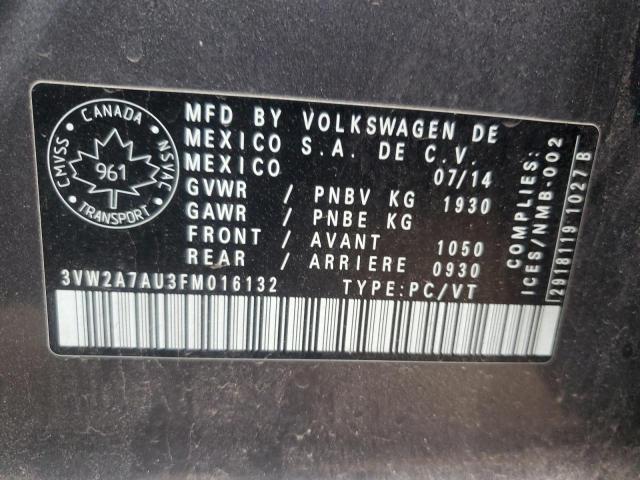 CANADA
CMVSS
NSVAC
961
TRANSPORT
MFD BY VOLKSWAGEN DE
MEXICO S.A. DE C.V.
MEXICO 07/14
GVWR / PNBV KG 1930
GAWR / PNBE KG
FRONT / AVANT 1050
REAR / ARRIERE 0930
3VW2A7AU3FM016132 TYPE:PC/VT
COMPLIES:
ICES/NMB-002
2918119 1027 B